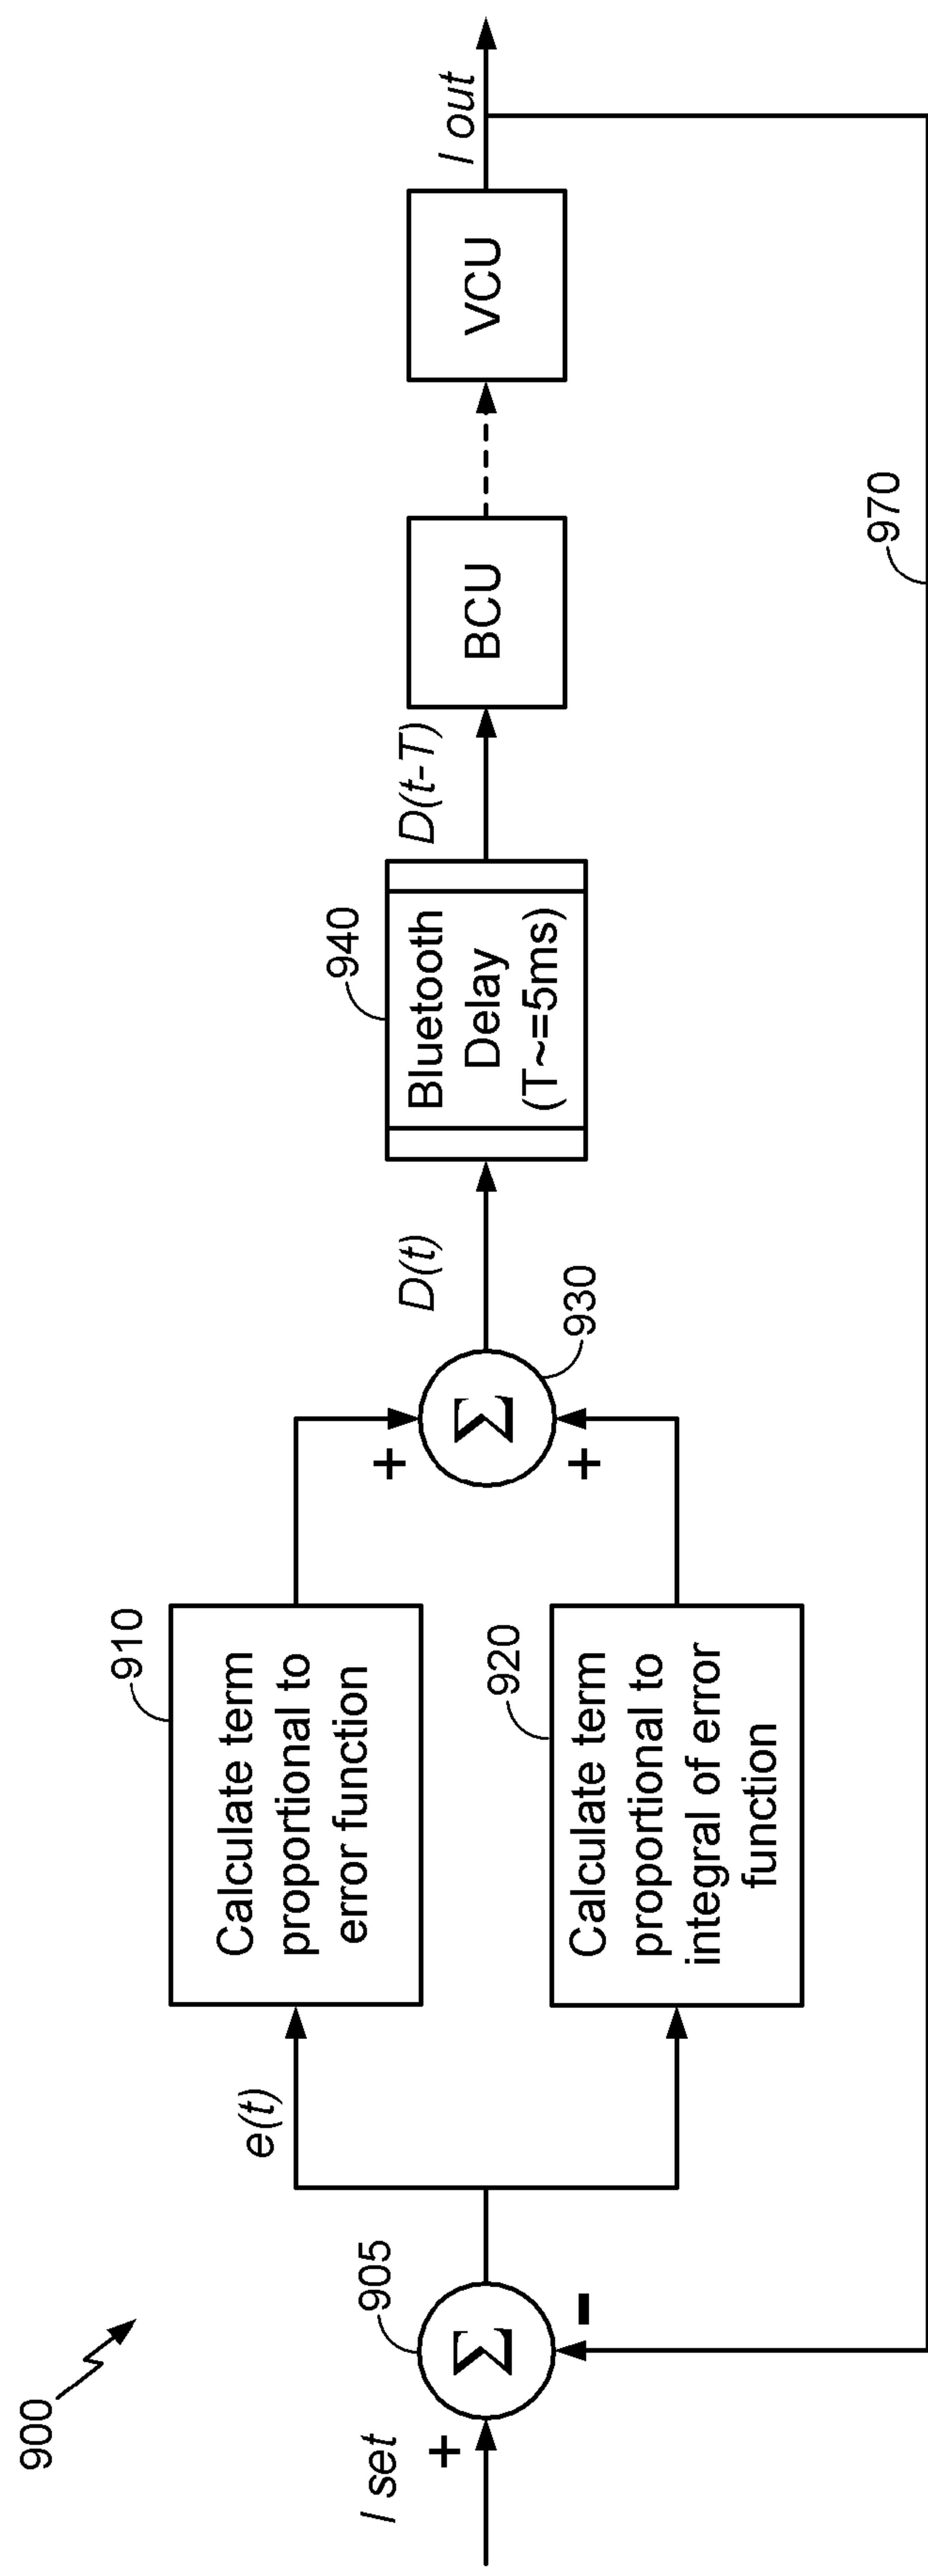 900
I set
+
Σ
905
-
e(t)
910
Calculate term
proportional to
error function
920
Calculate term
proportional to
integral of error
function
+
+
Σ
930
D(t)
940
Bluetooth
Delay
(T~=5ms)
D(t-T)
BCU
VCU
I out
970